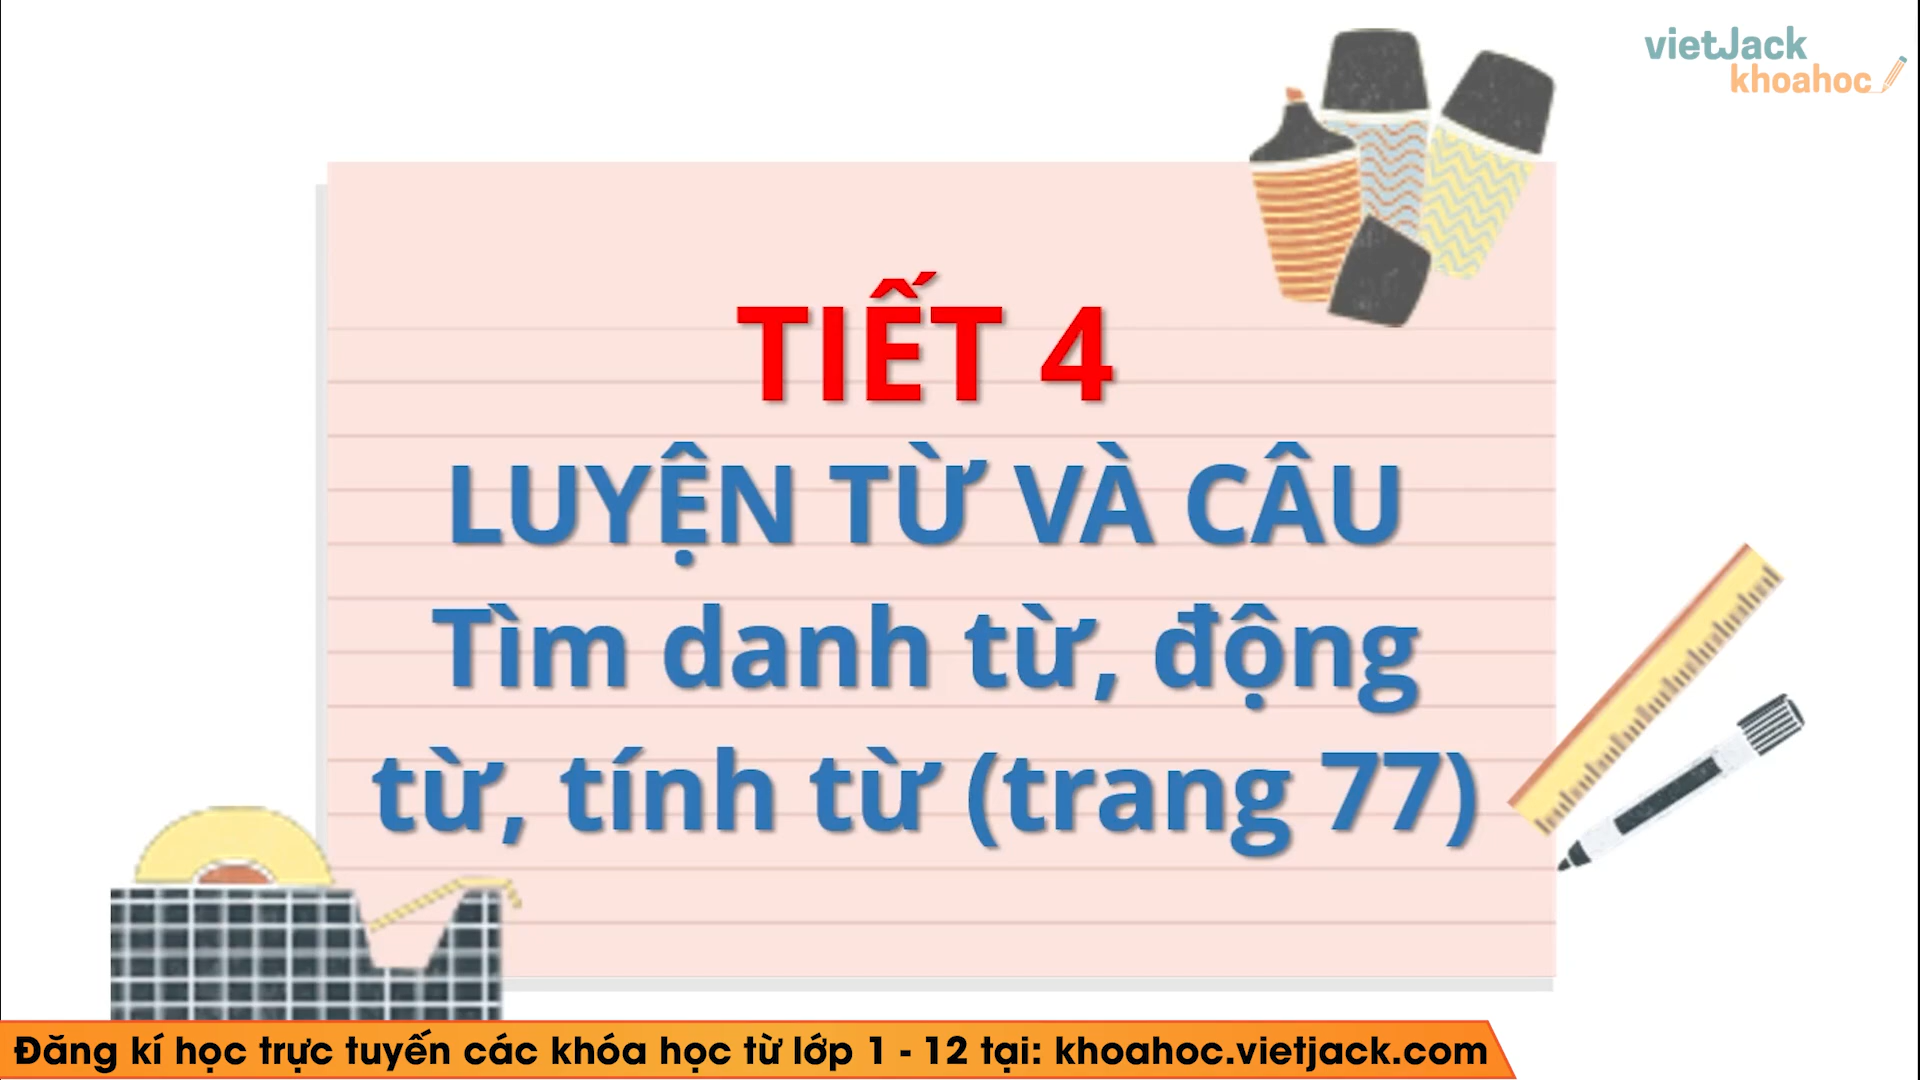 vietJack
khoahoc
TIẾT 4
LUYỆN TỪ VÀ CÂU
Tìm danh từ, động
từ, tính từ (trang 77)
Đăng kí học trực tuyến các khóa học từ lớp 1 - 12 tại: khoahoc.vietjack.com